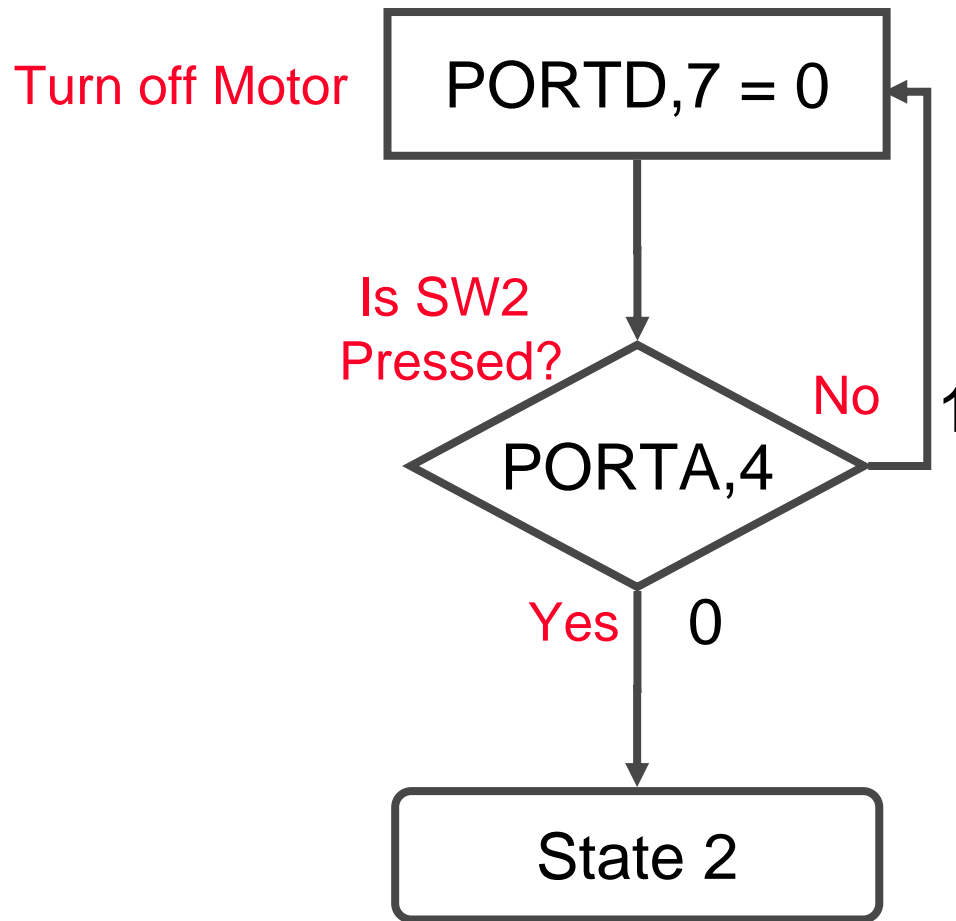 Turn off Motor
PORTD,7 = 0
Is SW2
Pressed?
No
1
PORTA,4
Yes
0
State 2